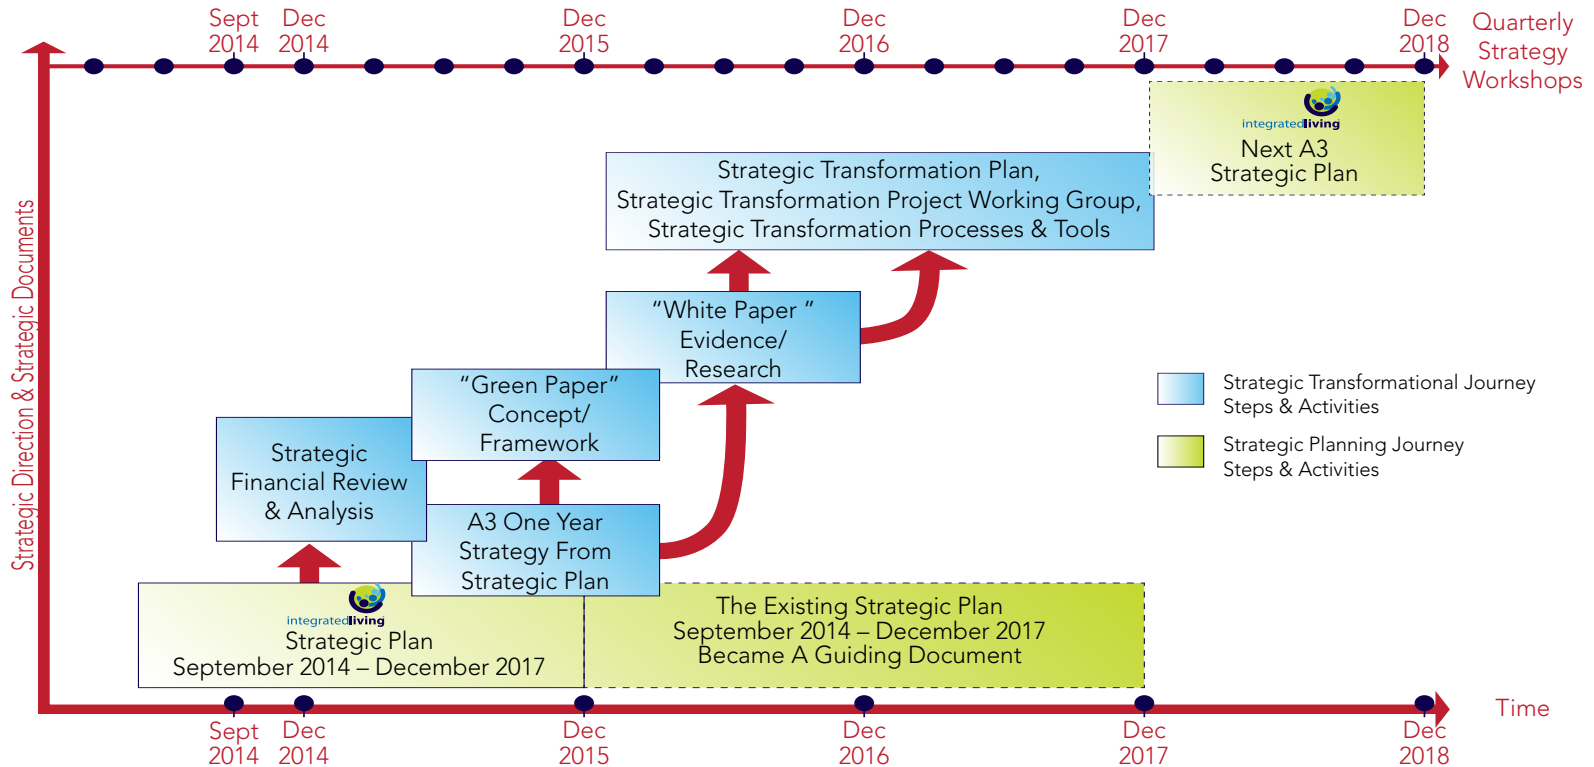 Sept
2014
Dec
2014
Dec
2015
Dec
2016
Dec
2017
Dec
2018
Quarterly
Strategy
Workshops
Strategic Direction & Strategic Documents
integratedliving
Next A3
Strategic Plan
Strategic Transformation Plan,
Strategic Transformation Project Working Group,
Strategic Transformation Processes & Tools
“White Paper ”
Evidence/
Research
“Green Paper”
Concept/
Framework
Strategic
Financial Review
& Analysis
A3 One Year
Strategy From
Strategic Plan
Strategic Transformational Journey
Steps & Activities
Strategic Planning Journey
Steps & Activities
integratedliving
Strategic Plan
September 2014 – December 2017
The Existing Strategic Plan
September 2014 – December 2017
Became A Guiding Document
Time
Sept
2014
Dec
2014
Dec
2015
Dec
2016
Dec
2017
Dec
2018